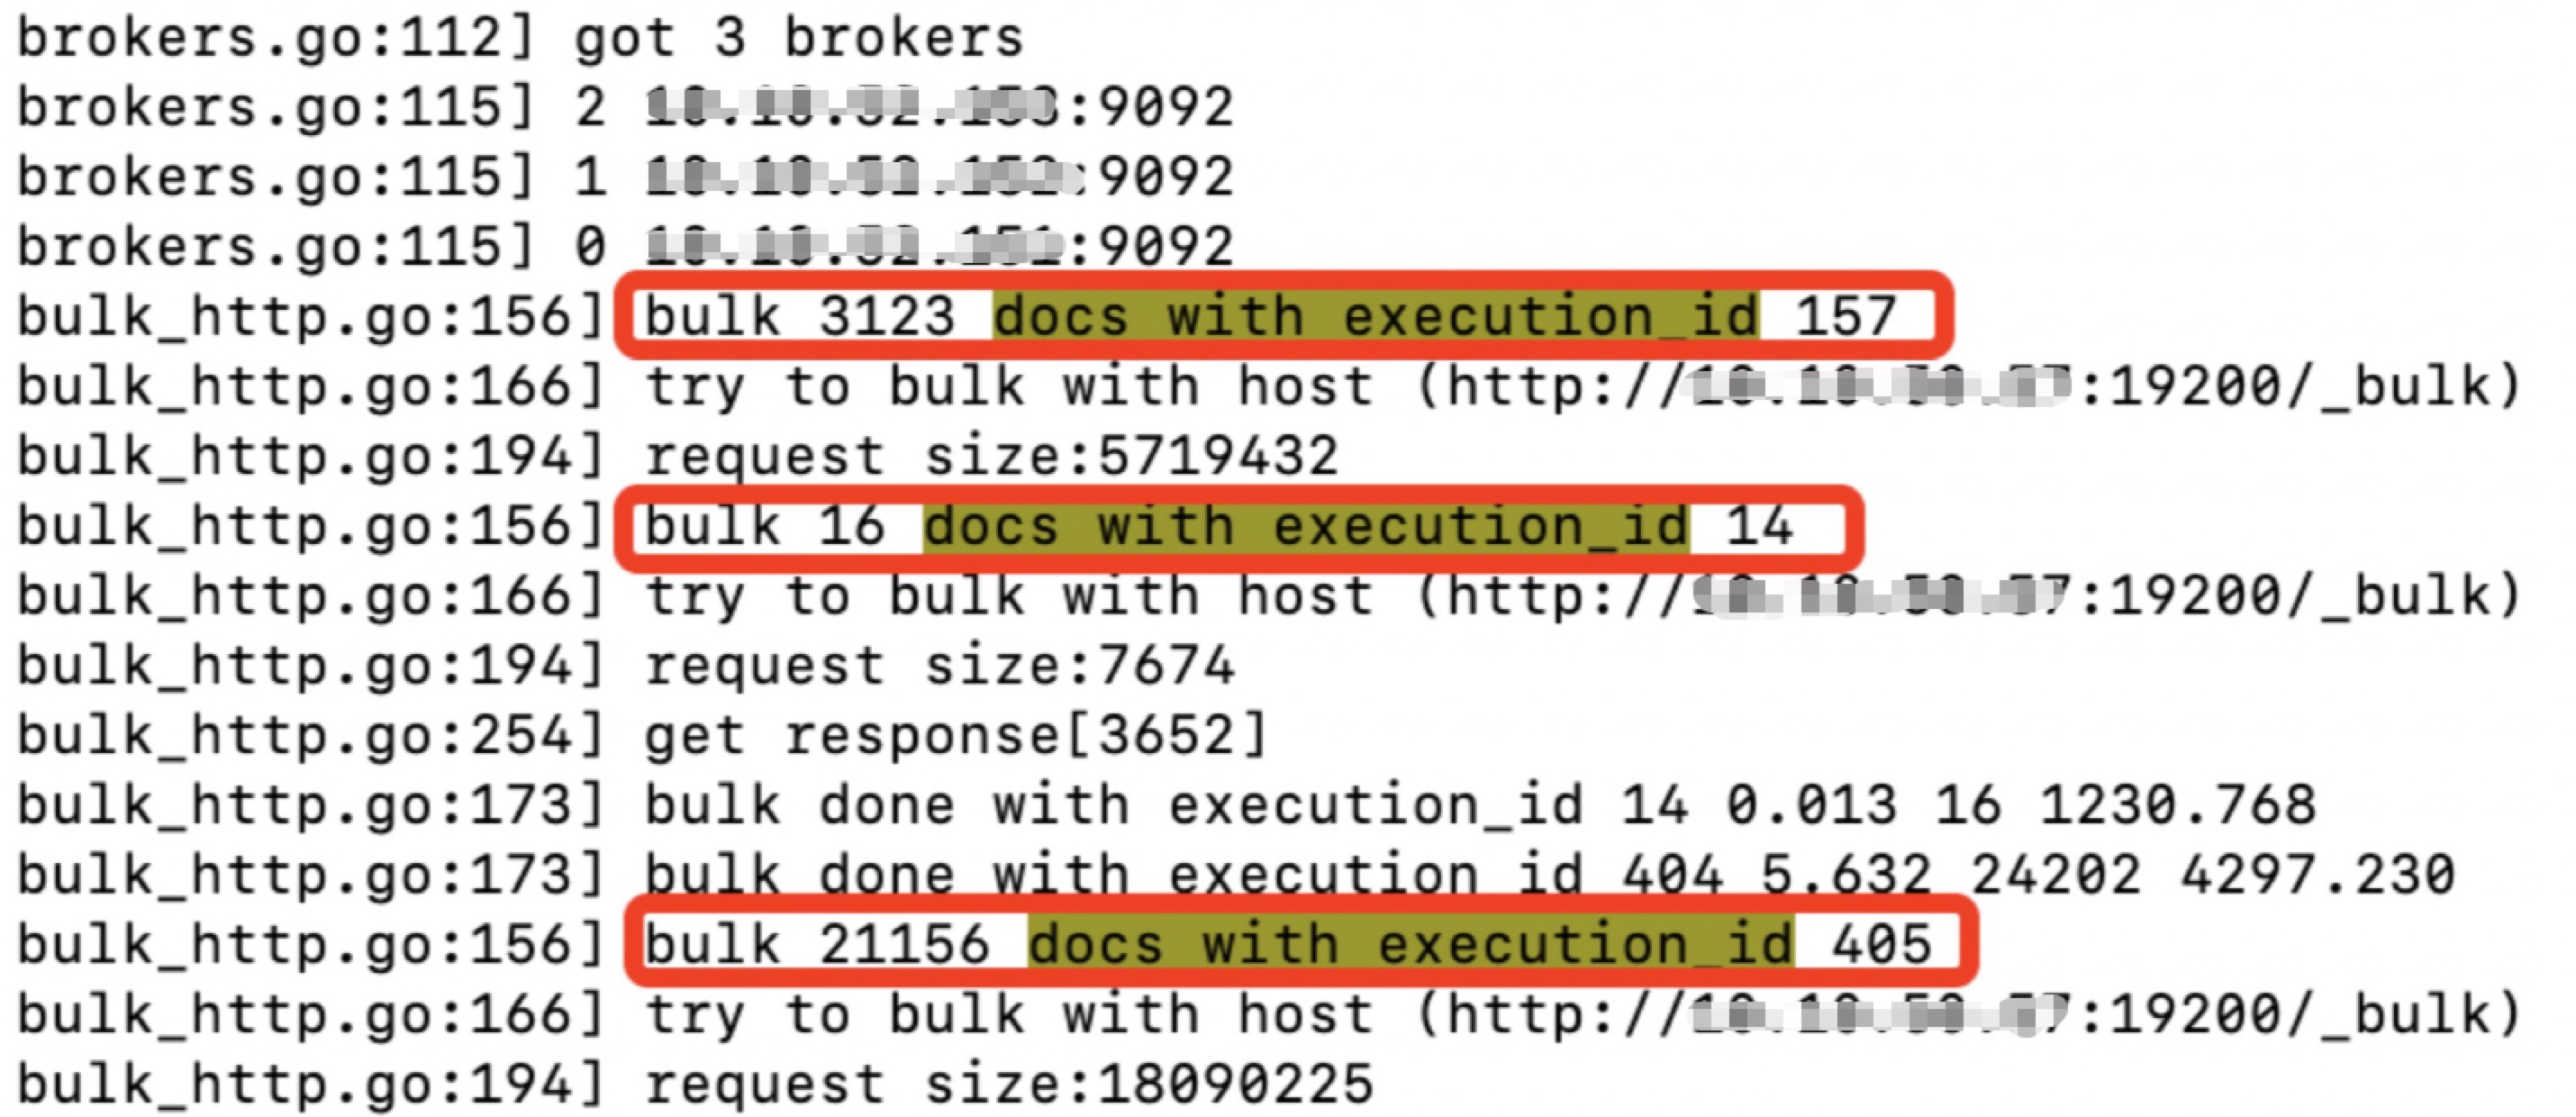 brokers.go:112] got 3 brokers
brokers.go:115] 2 :9092
brokers.go:115] 1 :9092
brokers.go:115] 0 :9092
bulk_http.go:156] bulk 3123 docs with execution_id 157
bulk_http.go:166] try to bulk with host (http://:19200/_bulk)
bulk_http.go:194] request size:5719432
bulk_http.go:156] bulk 16 docs with execution_id 14
bulk_http.go:166] try to bulk with host (http://:19200/_bulk)
bulk_http.go:194] request size:7674
bulk_http.go:254] get response[3652]
bulk_http.go:173] bulk done with execution_id 14 0.013 16 1230.768
bulk_http.go:173] bulk done with execution_id 404 5.632 24202 4297.230
bulk_http.go:156] bulk 21156 docs with execution_id 405
bulk_http.go:166] try to bulk with host (http://:19200/_bulk)
bulk_http.go:194] request size:18090225